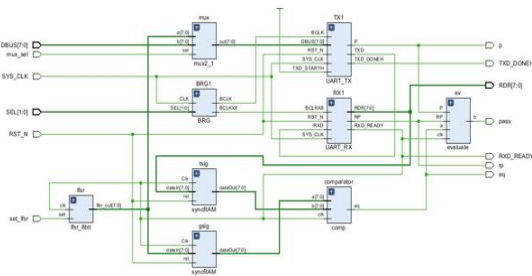 mux
a[7:0]
b[7:0]
sel
out[7:0]
mux2_1
DBUS[7:0]
mux_sel
SYS_CLK
SEL[1:0]
RST_N
set_lfsr
BRG1
CLK
SEL[1:0]
BCLK
BCLKX8
BRG
TX1
BCLK
DBUS[7:0]
RST_N
SYS_CLK
TXD_STARTH
P
TXD
TXD_DONEH
UART_TX
RX1
BCLKX8
RST_N
RXD
SYS_CLK
RDR[7:0]
RP
RXD_READY
UART_RX
ev
P
RP
a
clk
s
evaluate
p
TXD_DONEH
RDR[7:0]
pass
RXD_READY
rp
eq
lfsr
clk
set
lfsr_out[7:0]
lfsr_8bit
tsig
Clk
dataIn[7:0]
rst
dataOut[7:0]
syncRAM
gsig
Clk
dataIn[7:0]
rst
dataOut[7:0]
syncRAM
comparator
a[7:0]
b[7:0]
clk
eq
comp